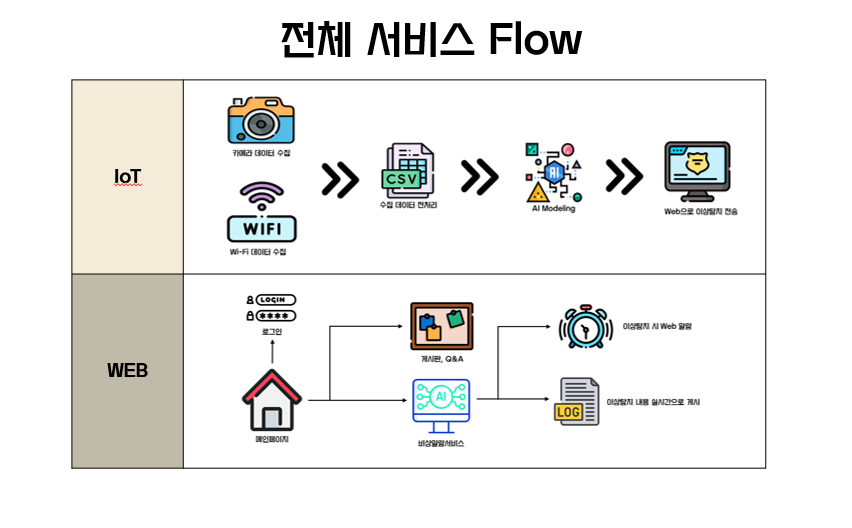 전체 서비스 Flow
IoT
카메라 데이터 수집
WIFI
Wi-Fi 데이터 수집
CSV
수집 데이터 전처리
AI
AI Modeling
Web으로 이상탐지 전송
WEB
LOGIN
****
로그인
메인페이지
게시판, Q&A
AI
비상알람서비스
이상탐지 시 Web 알람
LOG
이상탐지 내용 실시간으로 게시